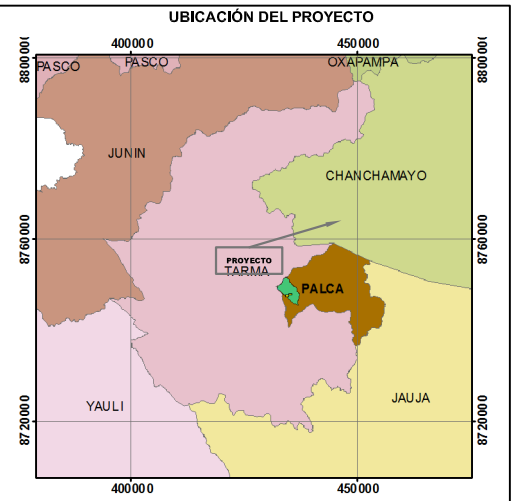 UBICACIÓN DEL PROYECTO
400000 450000
8800000 8800000
PASCO PASCO OXAPAMPA
JUNIN
CHANCHAMAYO
8760000 8760000
PROYECTO
TARMA
PALCA
JAUJA
YAULI
8720000 8720000
400000 450000